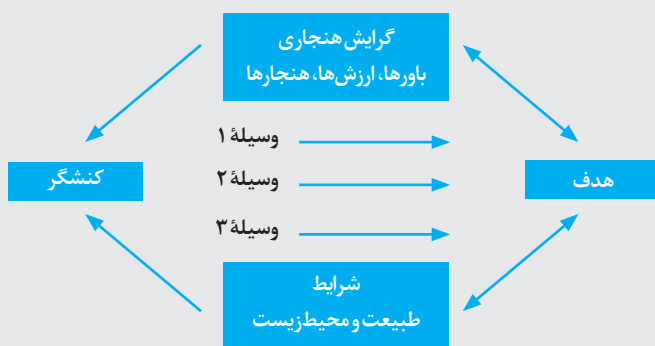 گرایش هنجاری
باورها، ارزش‌ها، هنجارها
وسیلهٔ ۱
کنشگر
وسیلهٔ ۲
هدف
وسیلهٔ ۳
شرایط
طبیعت و محیط‌زیست